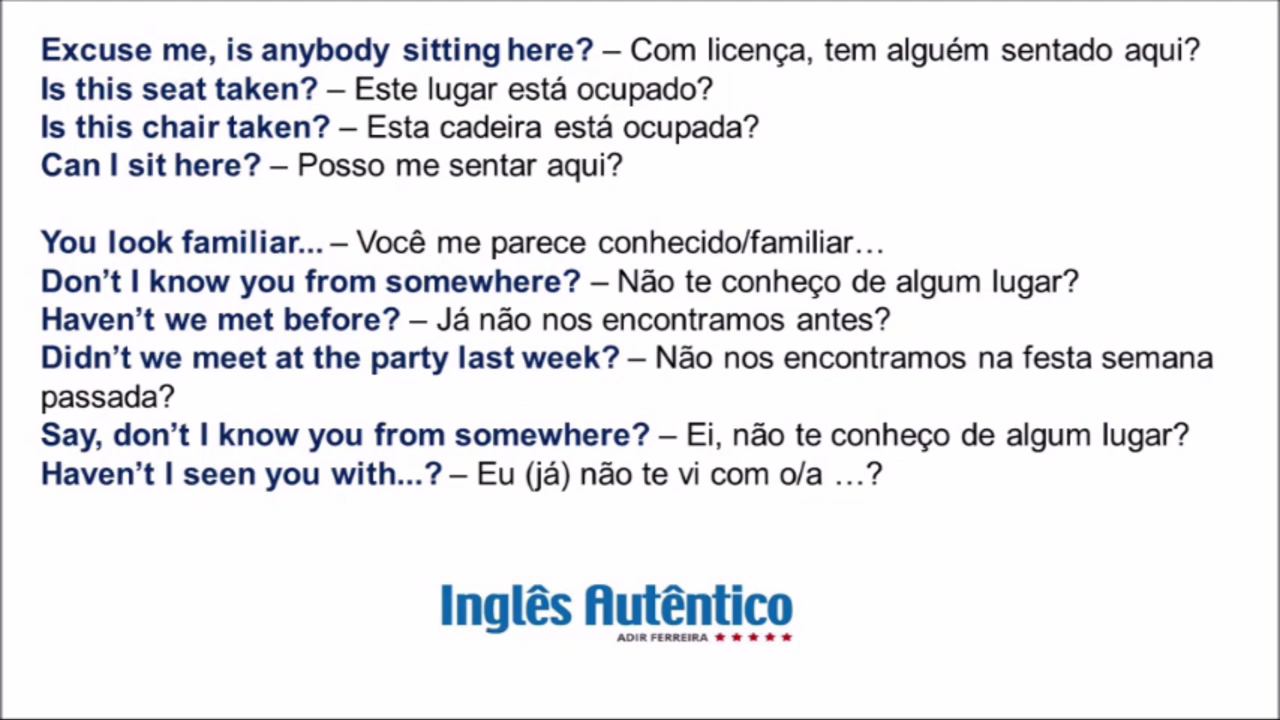 Excuse me, is anybody sitting here? – Com licença, tem alguém sentado aqui?
Is this seat taken? – Este lugar está ocupado?
Is this chair taken? – Esta cadeira está ocupada?
Can I sit here? – Posso me sentar aqui?
You look familiar... – Você me parece conhecido/familiar…
Don’t I know you from somewhere? – Não te conheço de algum lugar?
Haven’t we met before? – Já não nos encontramos antes?
Didn’t we meet at the party last week? – Não nos encontramos na festa semana
passada?
Say, don’t I know you from somewhere? – Ei, não te conheço de algum lugar?
Haven’t I seen you with...? – Eu (já) não te vi com o/a …?
Inglês Autêntico
ADIR FERREIRA